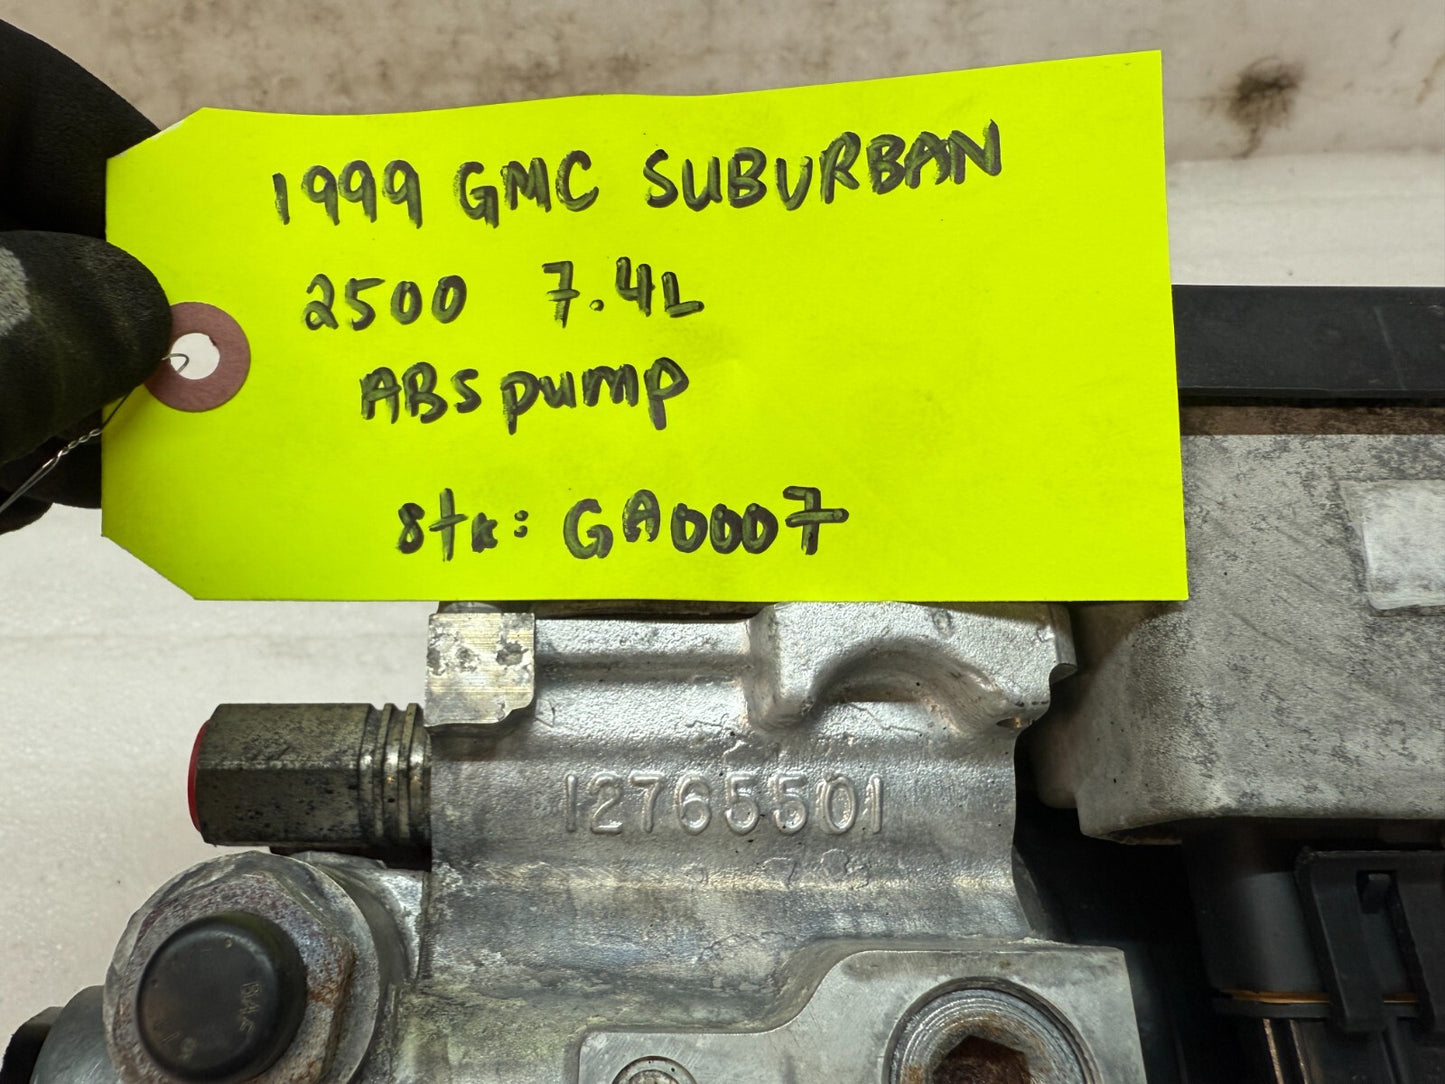 1999 GMC SUBURBAN
2500 7.4L
ABS pump
Stk: GA0007
12765501